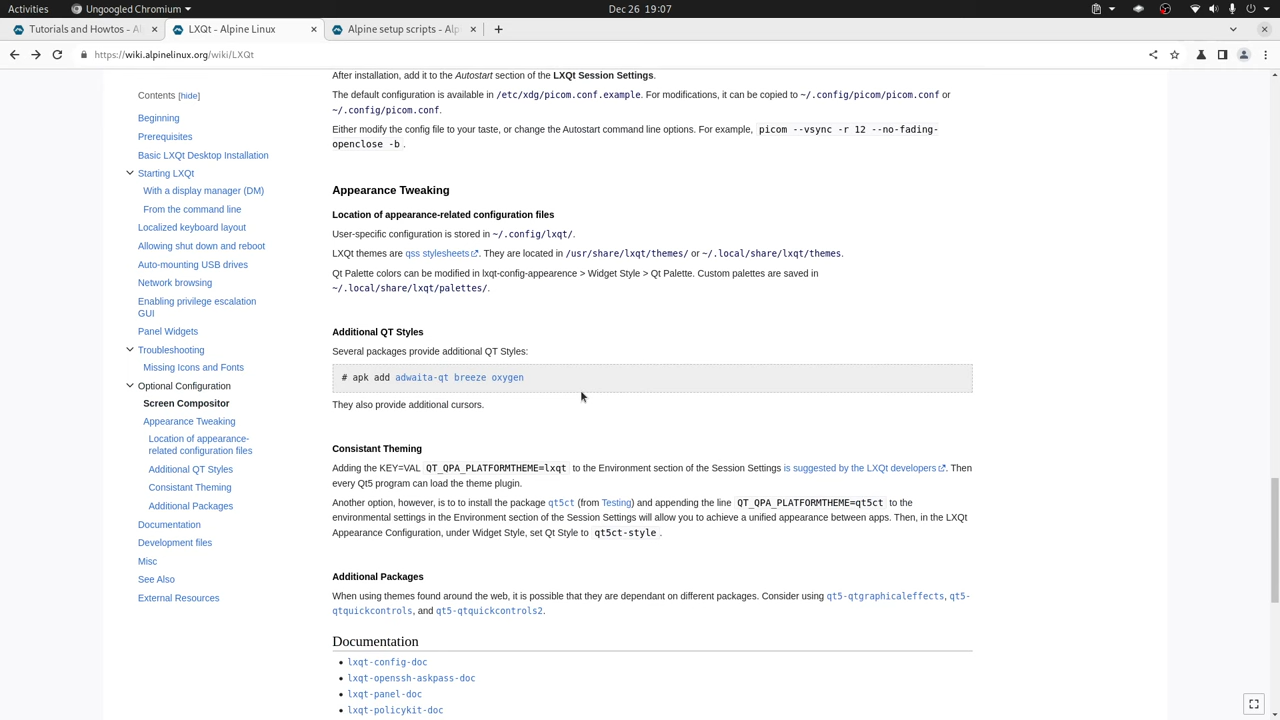 Activities
Ungoogled Chromium
Dec 26  19:07
Tutorials and Howtos - Al
LXQt - Alpine Linux
Alpine setup scripts - Alp
https://wiki.alpinelinux.org/wiki/LXQt
Contents [hide]
Beginning
Prerequisites
Basic LXQt Desktop Installation
Starting LXQt
With a display manager (DM)
From the command line
Localized keyboard layout
Allowing shut down and reboot
Auto-mounting USB drives
Network browsing
Enabling privilege escalation
GUI
Panel Widgets
Troubleshooting
Missing Icons and Fonts
Optional Configuration
Screen Compositor
Appearance Tweaking
Location of appearance-
related configuration files
Additional QT Styles
Consistant Theming
Additional Packages
Documentation
Development files
Misc
See Also
External Resources
After installation, add it to the Autostart section of the LXQt Session Settings.
The default configuration is available in /etc/xdg/picom.conf.example. For modifications, it can be copied to ~/.config/picom/picom.conf or
~/.config/picom.conf.
Either modify the config file to your taste, or change the Autostart command line options. For example, picom --vsync -r 12 --no-fading-
openclose -b .
Appearance Tweaking
Location of appearance-related configuration files
User-specific configuration is stored in ~/.config/lxqt/.
LXQt themes are qss stylesheets. They are located in /usr/share/lxqt/themes/ or ~/.local/share/lxqt/themes.
Qt Palette colors can be modified in lxqt-config-appearence > Widget Style > Qt Palette. Custom palettes are saved in
~/.local/share/lxqt/palettes/.
Additional QT Styles
Several packages provide additional QT Styles:
# apk add adwaita-qt breeze oxygen
They also provide additional cursors.
Consistant Theming
Adding the KEY=VAL QT_QPA_PLATFORMTHEME=lxqt to the Environment section of the Session Settings is suggested by the LXQt developers. Then
every Qt5 program can load the theme plugin.
Another option, however, is to to install the package qt5ct (from Testing) and appending the line QT_QPA_PLATFORMTHEME=qt5ct to the
environmental settings in the Environment section of the Session Settings will allow you to achieve a unified appearance between apps. Then, in the LXQt
Appearance Configuration, under Widget Style, set Qt Style to qt5ct-style .
Additional Packages
When using themes found around the web, it is possible that they are dependant on different packages. Consider using qt5-qtgraphicaleffects, qt5-
qtquickcontrols, and qt5-qtquickcontrols2.
Documentation
lxqt-config-doc
lxqt-openssh-askpass-doc
lxqt-panel-doc
lxqt-policykit-doc